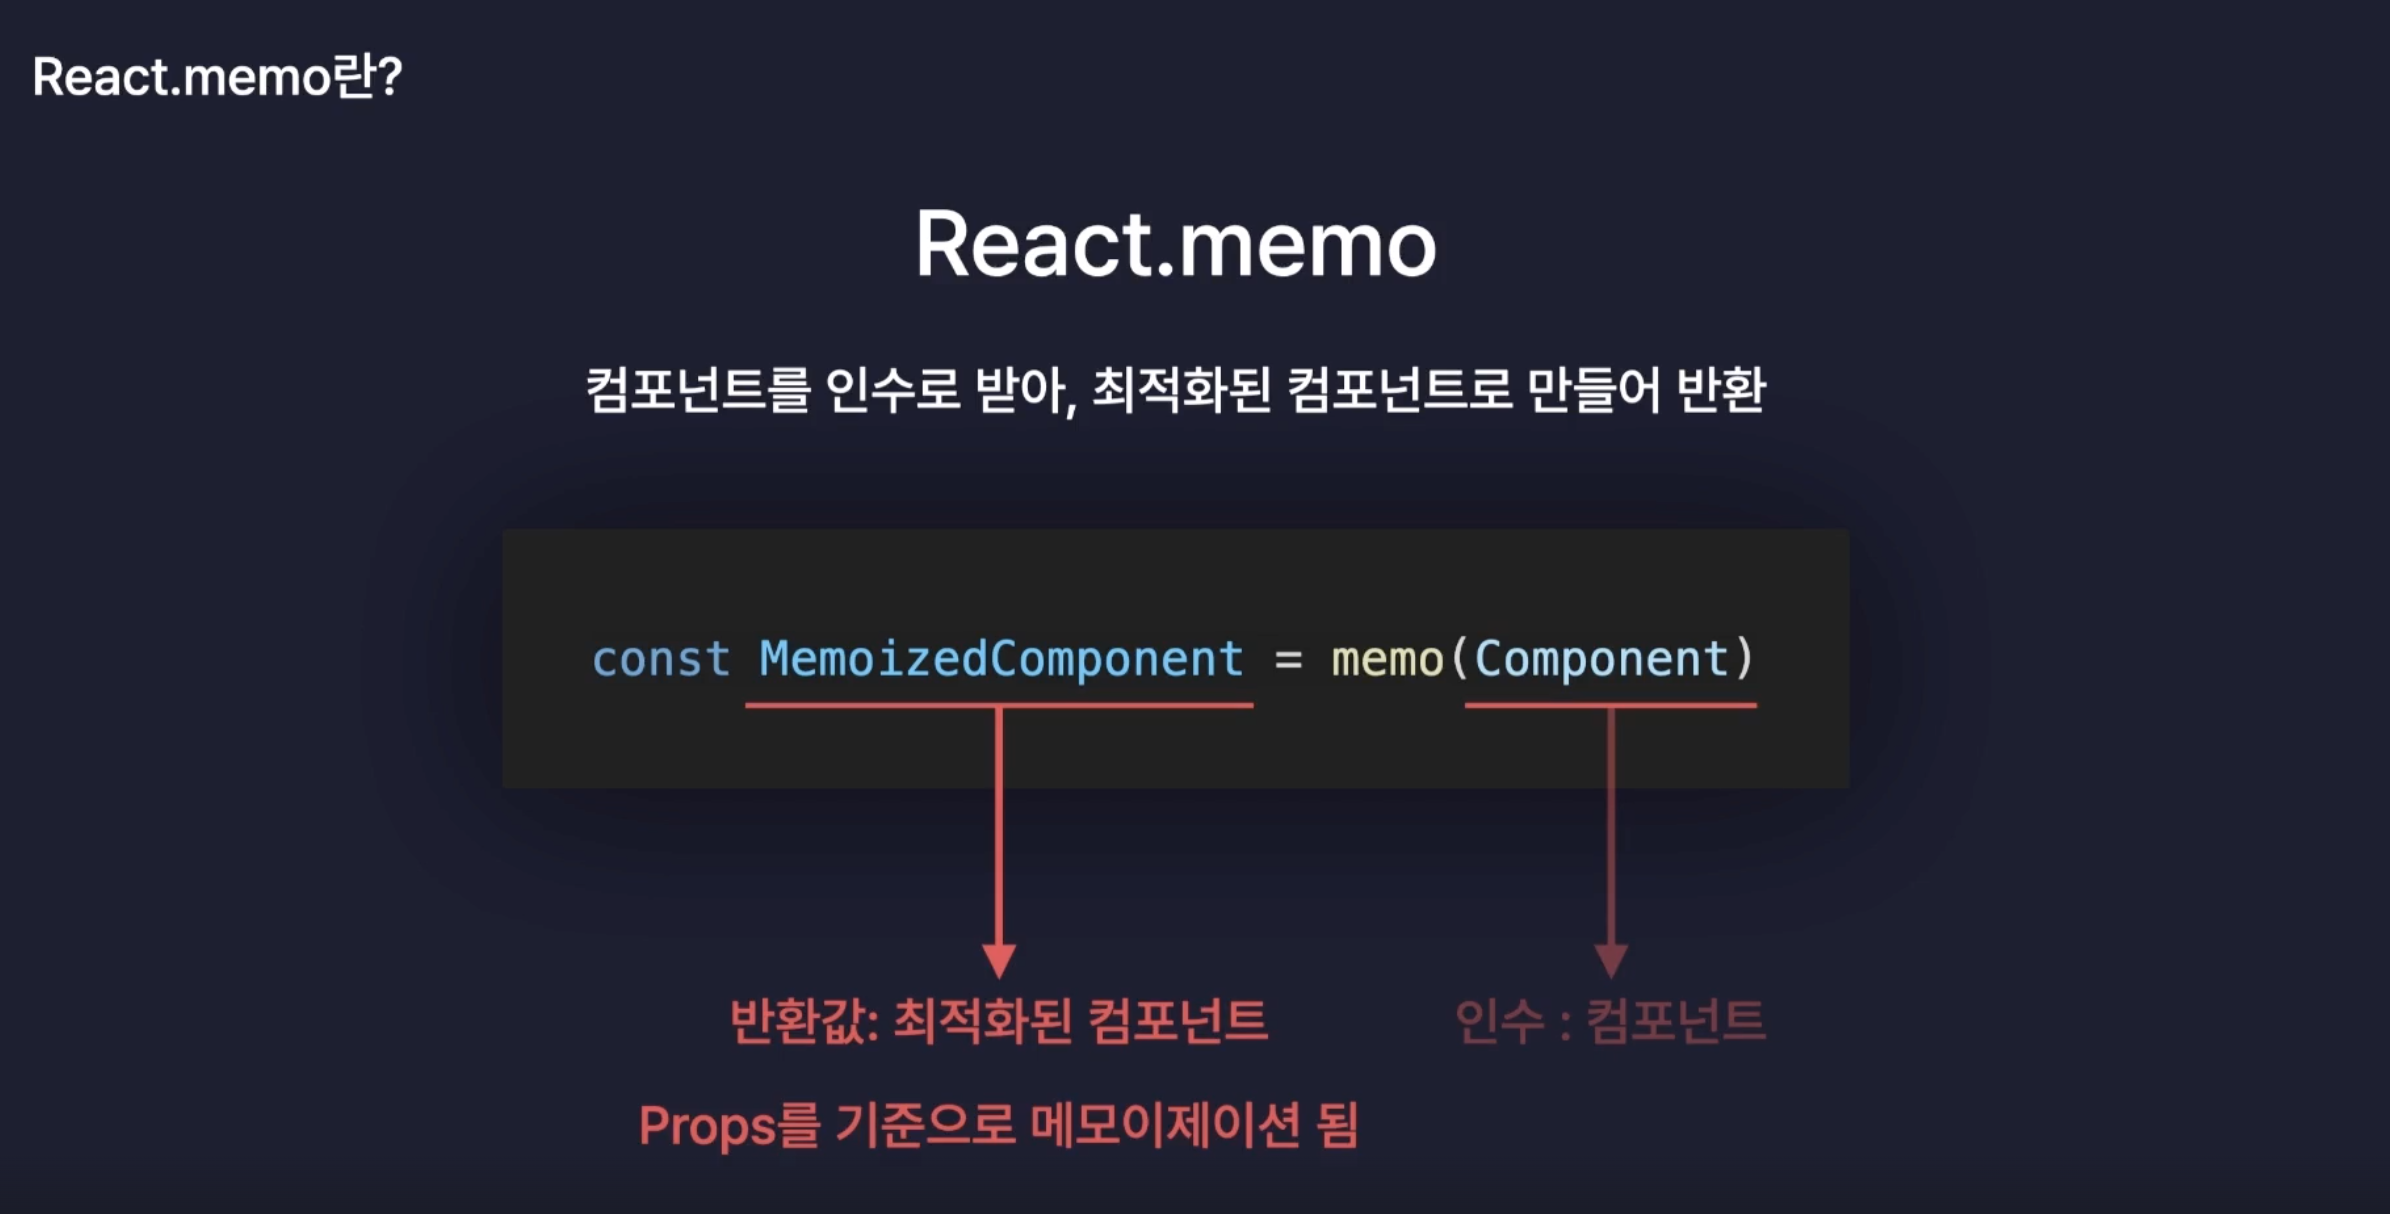 React.memo란?
React.memo
컴포넌트를 인수로 받아, 최적화된 컴포넌트로 만들어 반환
const MemoizedComponent = memo(Component)
반환값: 최적화된 컴포넌트
인수 : 컴포넌트
Props를 기준으로 메모이제이션 됨